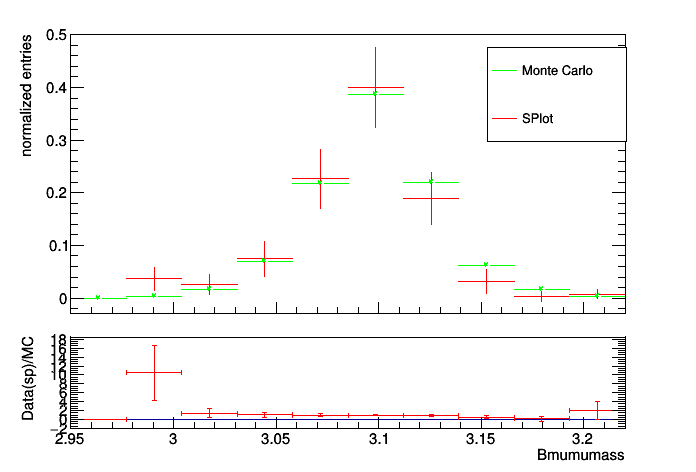 normalized entries
0.5
0.4
0.3
0.2
0.1
0
Monte Carlo
SPlot
Data(sp)/MC
18
16
14
12
10
8
6
4
2
0
-2
2.95 3 3.05 3.1 3.15 3.2
Bmumumass